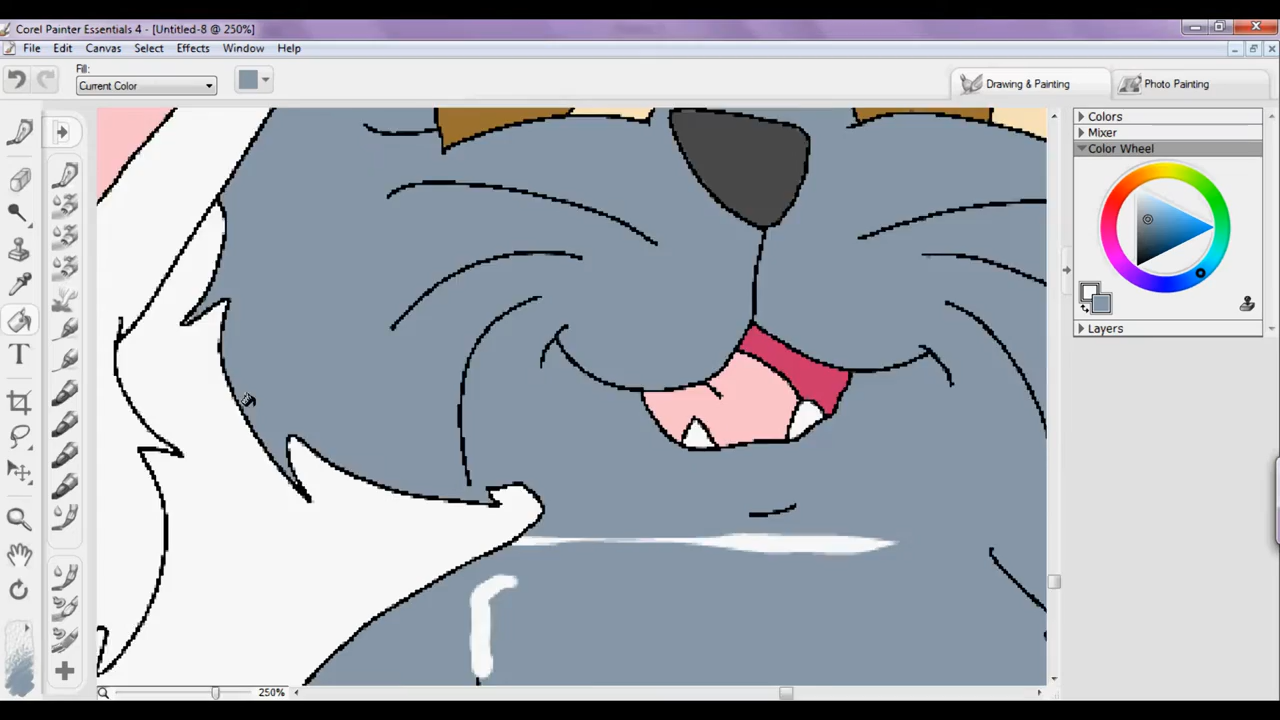 Corel Painter Essentials 4 - [Untitled-8 @ 250%]
File Edit Canvas Select Effects Window Help
Fill:
Current Color
Drawing & Painting
Photo Painting
Colors
Mixer
Color Wheel
Layers
T
250%